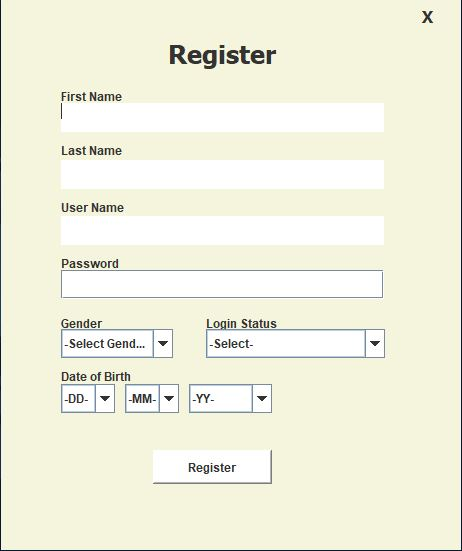 X
Register
First Name
Last Name
User Name
Password
Gender Login Status
-Select Gend... -Select-
Date of Birth
-DD- -MM- -YY-
Register